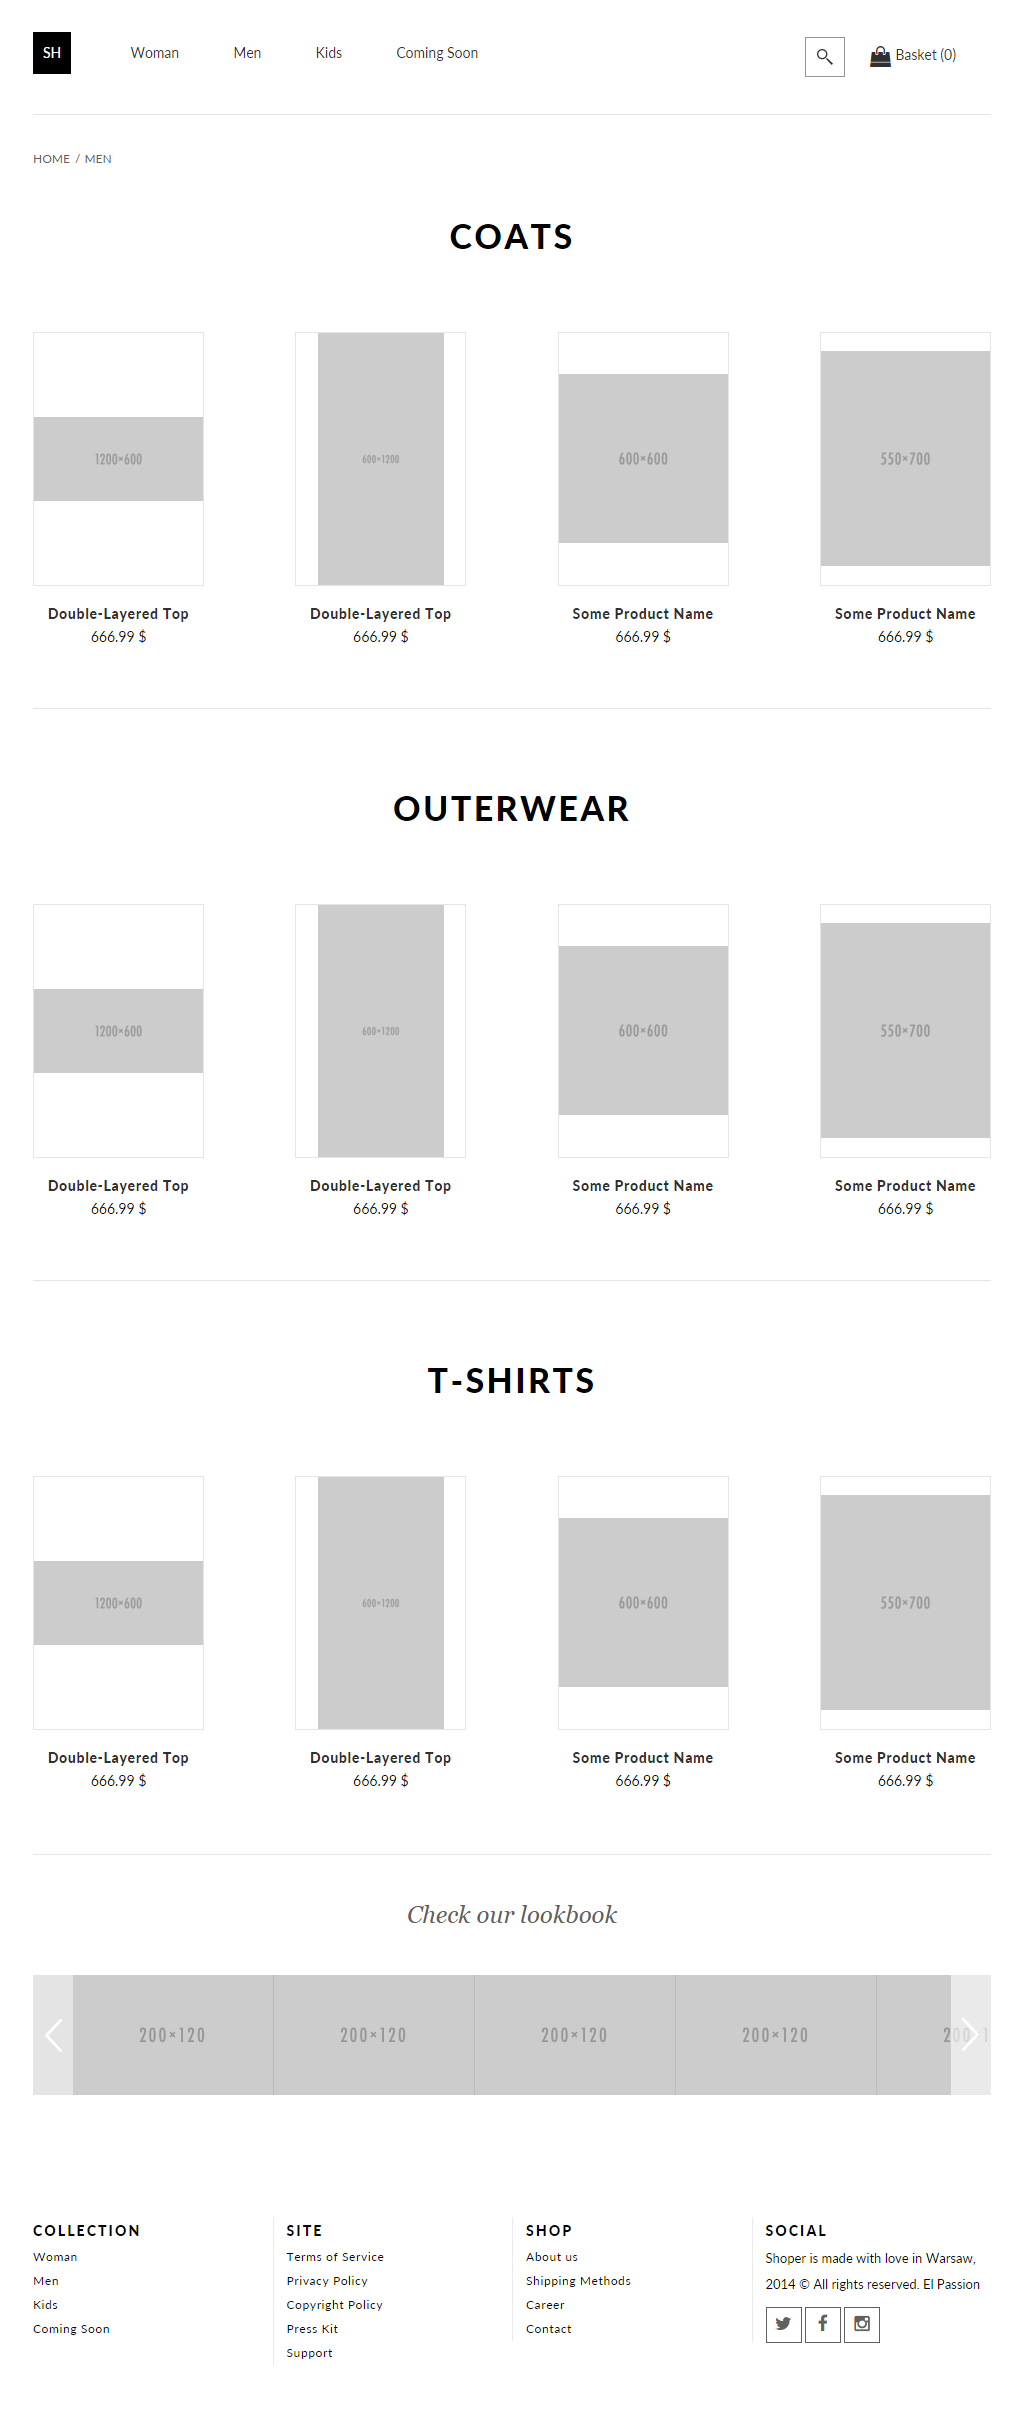 SH
Woman Men Kids Coming Soon
Basket (0)
HOME / MEN
COATS
1200×600 600×1200 600×600 550×700
Double-Layered Top Double-Layered Top Some Product Name Some Product Name
666.99 $ 666.99 $ 666.99 $ 666.99 $
OUTERWEAR
1200×600 600×1200 600×600 550×700
Double-Layered Top Double-Layered Top Some Product Name Some Product Name
666.99 $ 666.99 $ 666.99 $ 666.99 $
T-SHIRTS
1200×600 600×1200 600×600 550×700
Double-Layered Top Double-Layered Top Some Product Name Some Product Name
666.99 $ 666.99 $ 666.99 $ 666.99 $
Check our lookbook
200×120 200×120 200×120 200×120 200×1
COLLECTION
Woman
Men
Kids
Coming Soon
SITE
Terms of Service
Privacy Policy
Copyright Policy
Press Kit
Support
SHOP
About us
Shipping Methods
Career
Contact
SOCIAL
Shoper is made with love in Warsaw,
2014 © All rights reserved. El Passion